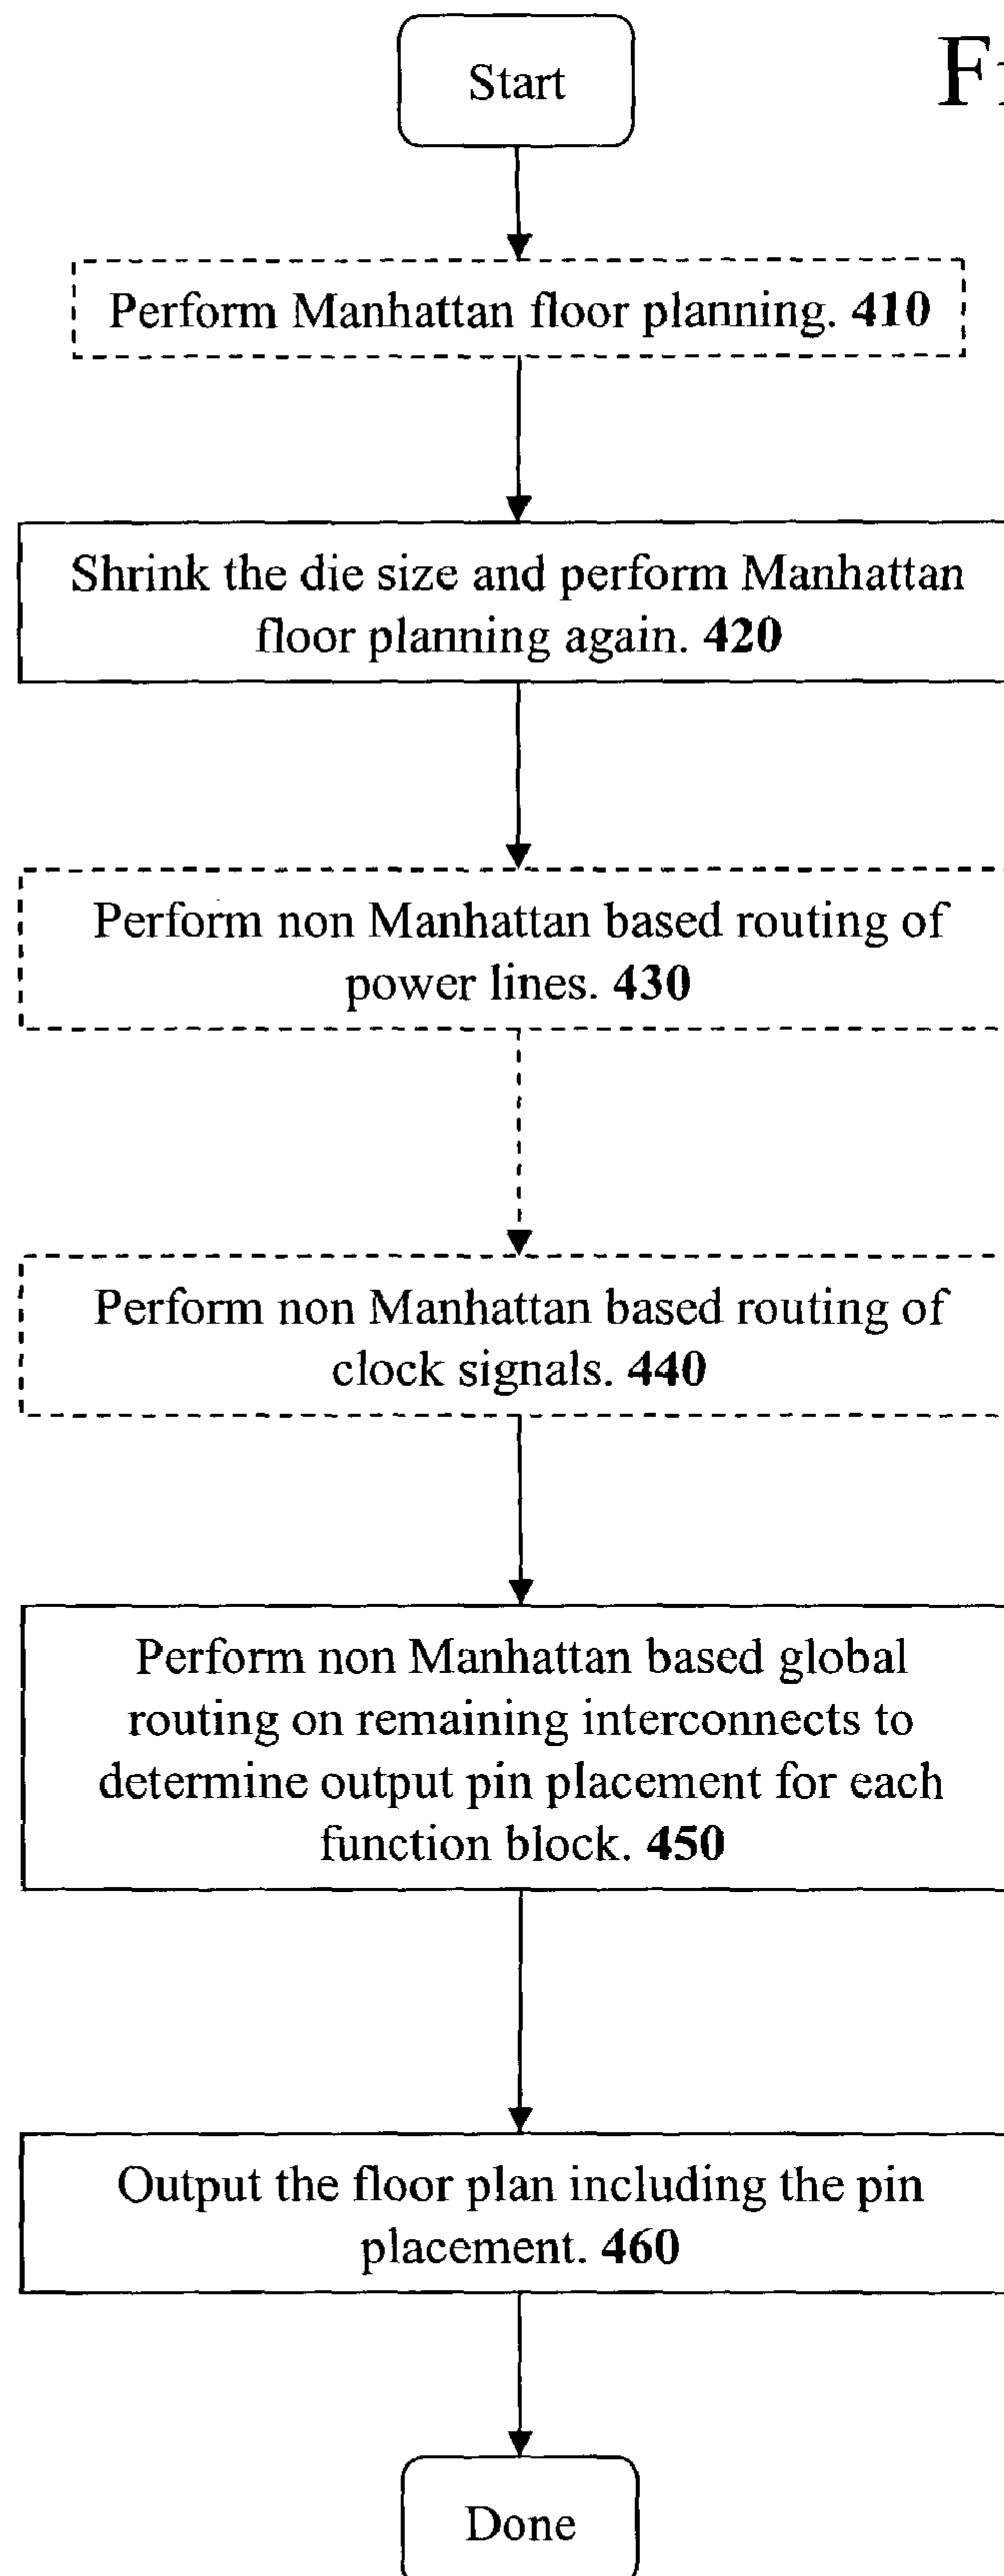 Start
Perform Manhattan floor planning. 410
Shrink the die size and perform Manhattan
floor planning again. 420
Perform non Manhattan based routing of
power lines. 430
Perform non Manhattan based routing of
clock signals. 440
Perform non Manhattan based global
routing on remaining interconnects to
determine output pin placement for each
function block. 450
Output the floor plan including the pin
placement. 460
Done